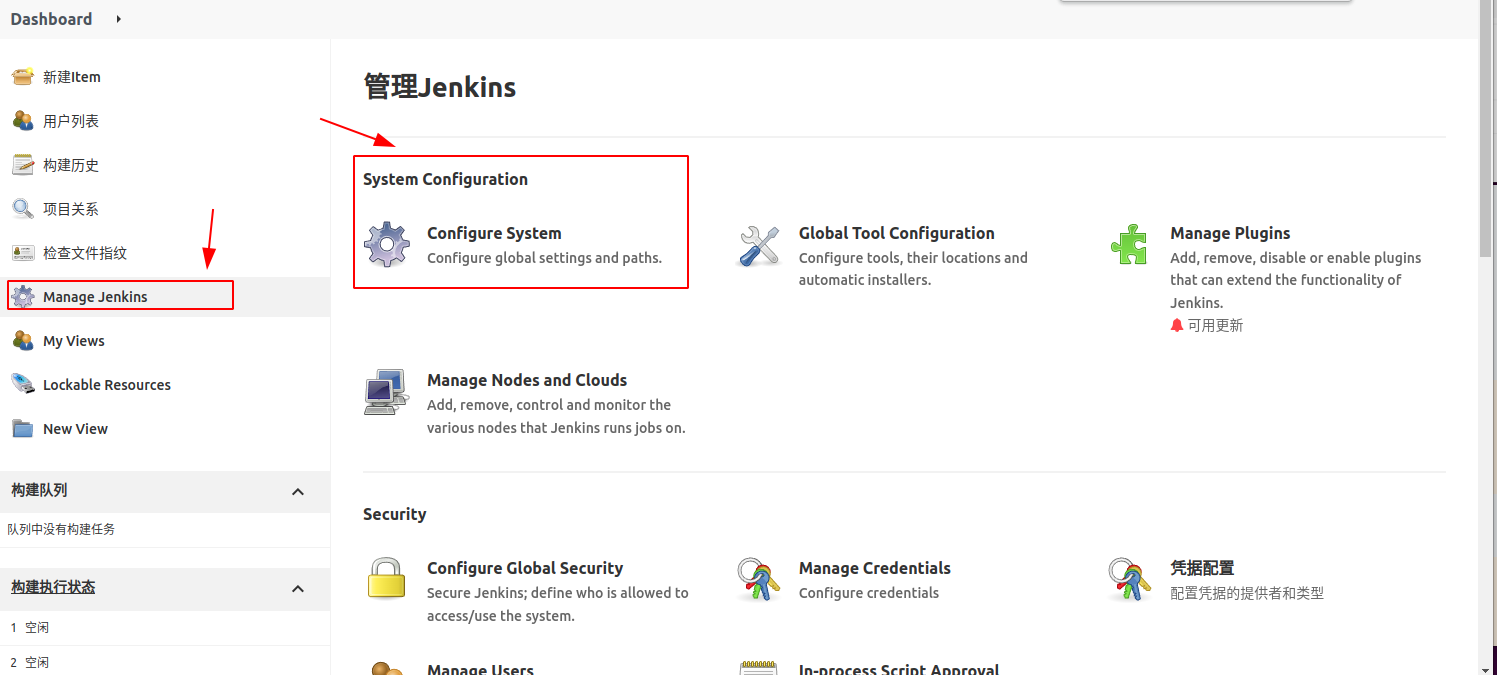 Dashboard
新建Item
用户列表
构建历史
项目关系
检查文件指纹
Manage Jenkins
My Views
Lockable Resources
New View
构建队列
队列中没有构建任务
构建执行状态
1 空闲
2 空闲
管理Jenkins
System Configuration
Configure System
Configure global settings and paths.
Global Tool Configuration
Configure tools, their locations and
automatic installers.
Manage Plugins
Add, remove, disable or enable plugins
that can extend the functionality of
Jenkins.
可用更新
Manage Nodes and Clouds
Add, remove, control and monitor the
various nodes that Jenkins runs jobs on.
Security
Configure Global Security
Secure Jenkins; define who is allowed to
access/use the system.
Manage Credentials
Configure credentials
凭据配置
配置凭据的提供者和类型
Manage Users
In-process Script Approval